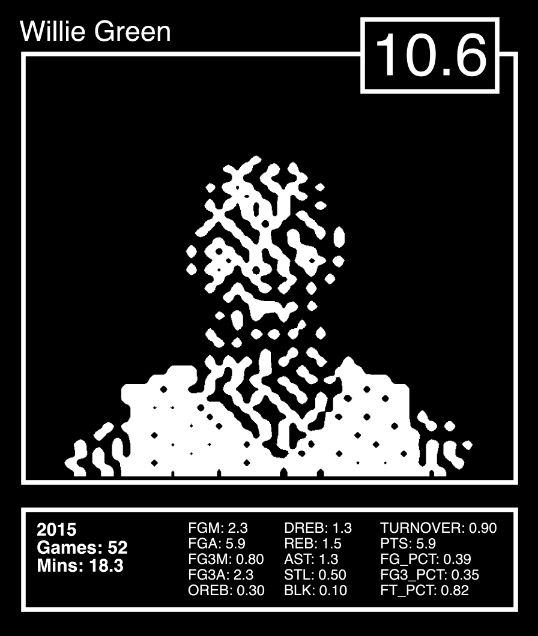 Willie Green
10.6
2015
Games: 52
Mins: 18.3
FGM: 2.3
FGA: 5.9
FG3M: 0.80
FG3A: 2.3
OREB: 0.30
DREB: 1.3
REB: 1.5
AST: 1.3
STL: 0.50
BLK: 0.10
TURNOVER: 0.90
PTS: 5.9
FG_PCT: 0.39
FG3_PCT: 0.35
FT_PCT: 0.82